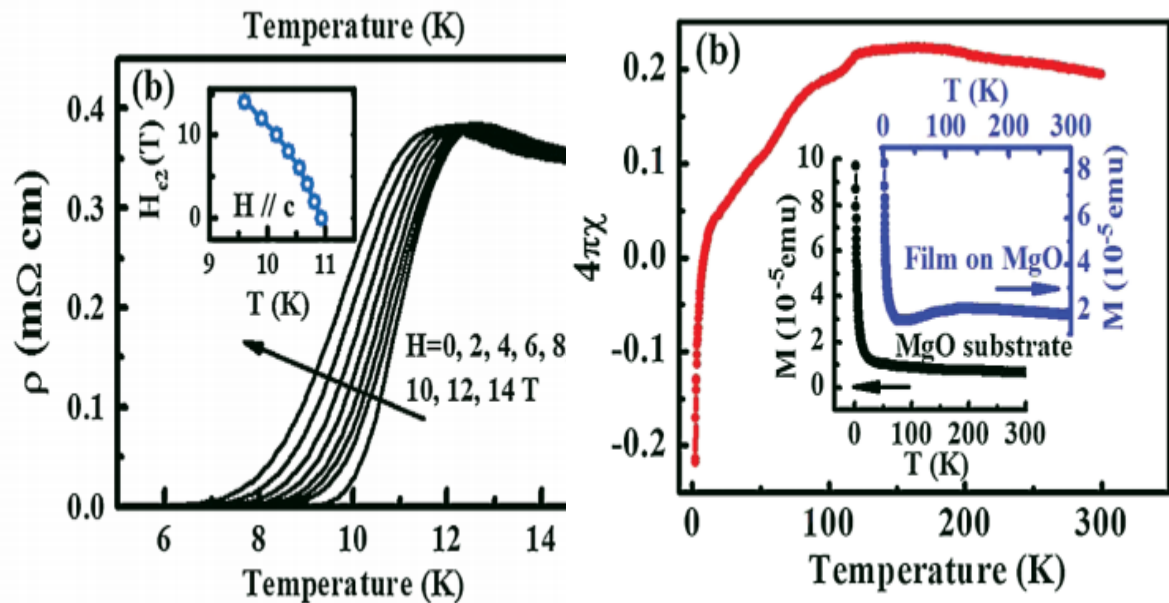 Temperature (K)
(b)
0.4
0.3
0.2
0.1
0.0
ρ (mΩ cm)
H_c2 (T)
10
0
H // c
9
10
11
T (K)
H=0, 2, 4, 6, 8
10, 12, 14 T
6
8
10
12
14
Temperature (K)
(b)
0.2
0.1
0.0
-0.1
-0.2
4πχ
T (K)
0
100
200
300
10
8
6
4
2
0
M (10⁻⁵emu)
8
6
4
2
M (10⁻⁵emu)
Film on MgO
MgO substrate
0
100
200
300
T (K)
0
100
200
300
Temperature (K)